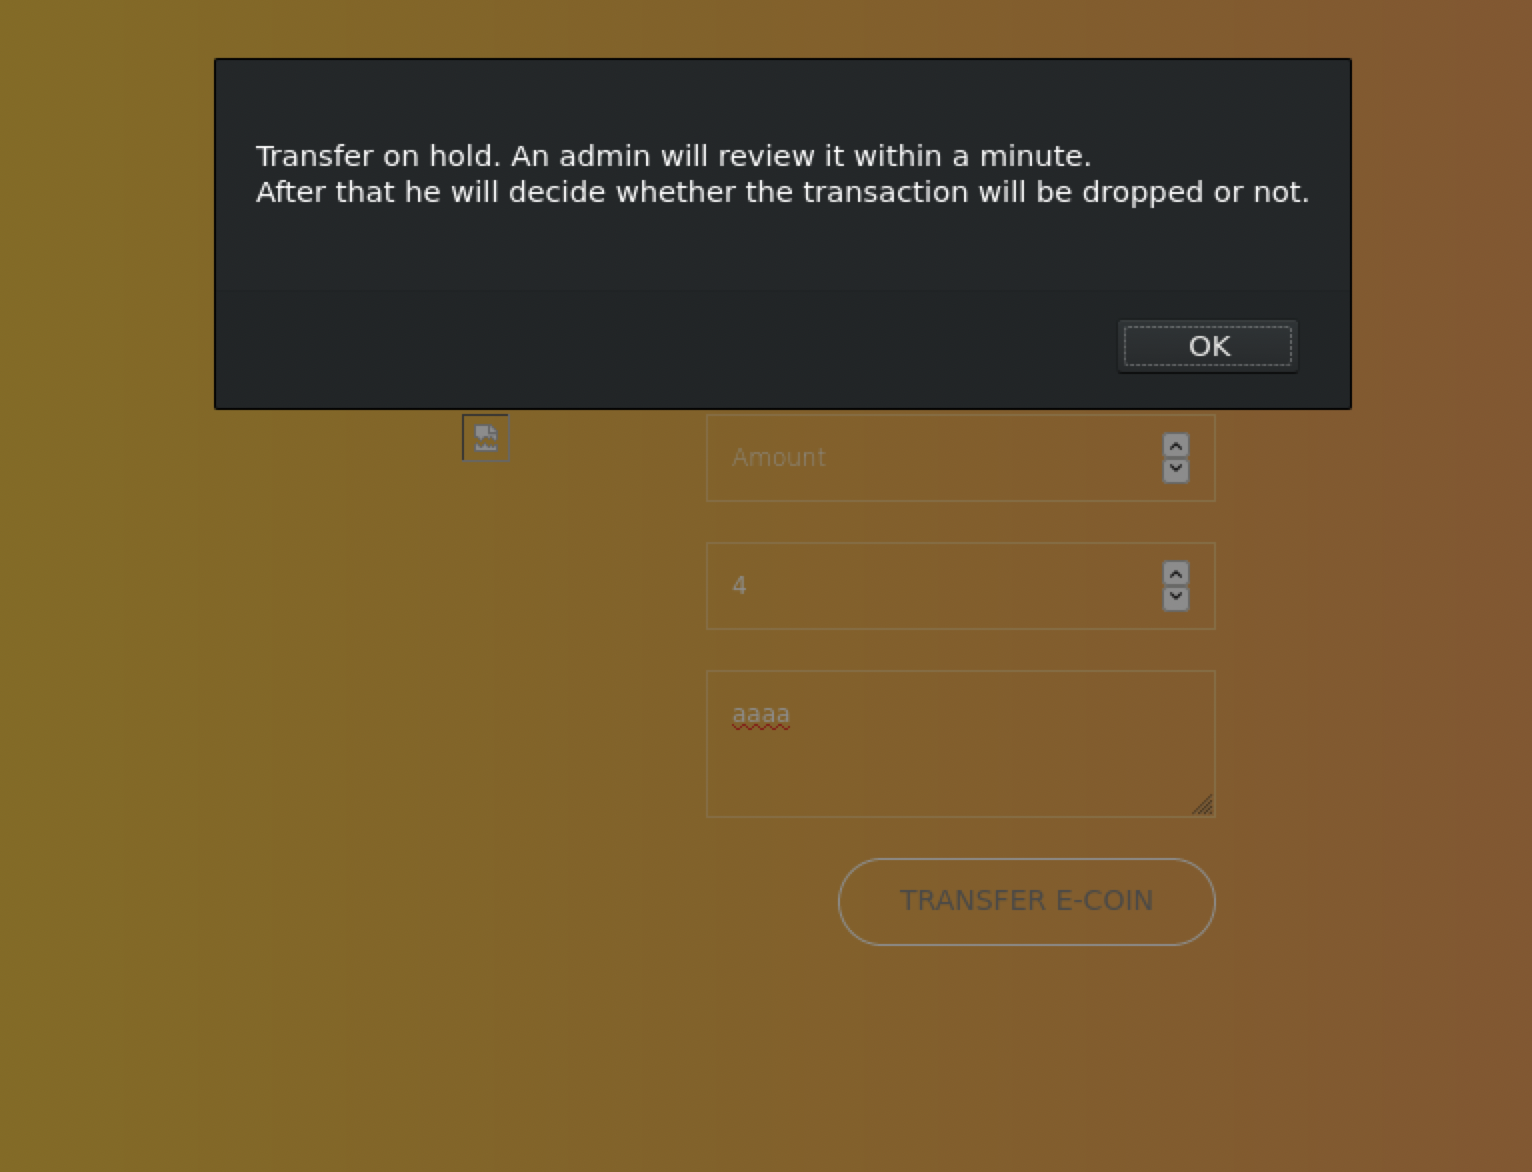 Transfer on hold. An admin will review it within a minute.
After that he will decide whether the transaction will be dropped or not.
OK
Amount
4
aaaa
TRANSFER E-COIN